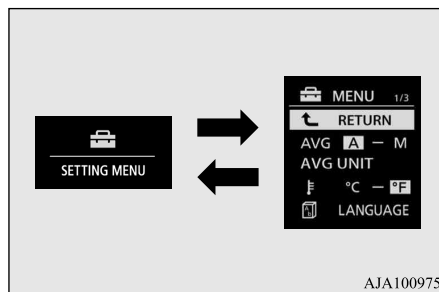 SETTING MENU
MENU 1/3
RETURN
AVG A – M
AVG UNIT
°C – °F
LANGUAGE
AJA100975